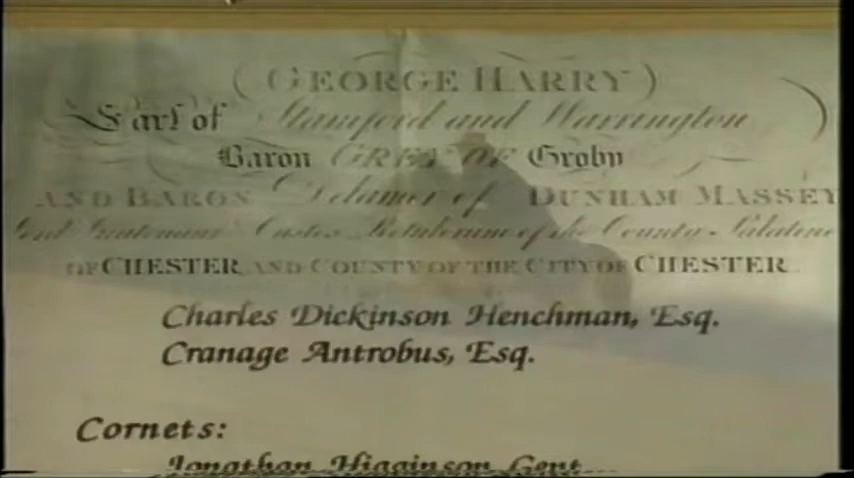 (GEORGE HARRY)
Earl of Stamford and Warrington
Baron GREY OF Groby
AND BARON Delamer of DUNHAM MASSEY
Lord Lieutenant Custos Rotulorum of the County Palatine
OF CHESTER AND COUNTY OF THE CITY OF CHESTER
Charles Dickinson Henchman, Esq.
Cranage Antrobus, Esq.
Cornets:
Jonathan Higginson Gent